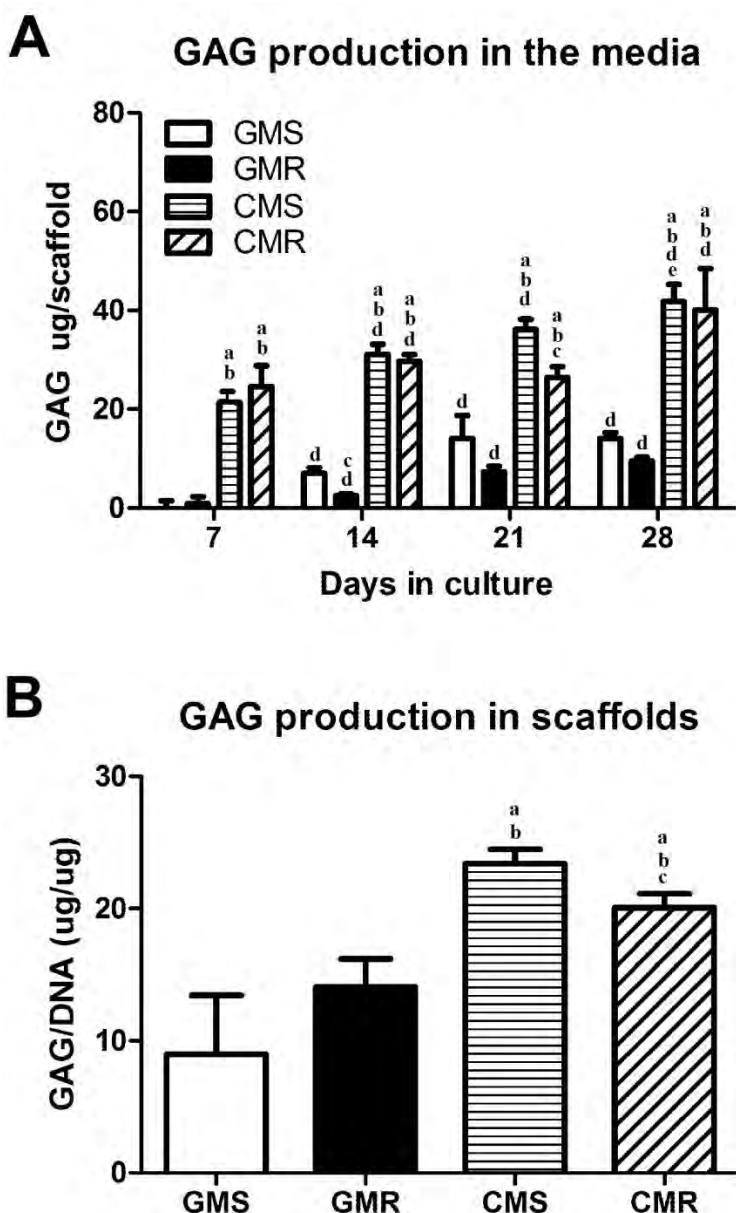 A
GAG production in the media
80
60
40
20
0
GAG ug/scaffold
GMS
GMR
CMS
CMR
a
b
a
b
d
c
d
a
b
d
a
b
d
d
d
a
b
d
a
b
c
d
d
a
b
d
e
a
b
d
7 14 21 28
Days in culture
B
GAG production in scaffolds
30
20
10
0
GAG/DNA (ug/ug)
a
b
a
b
c
GMS GMR CMS CMR